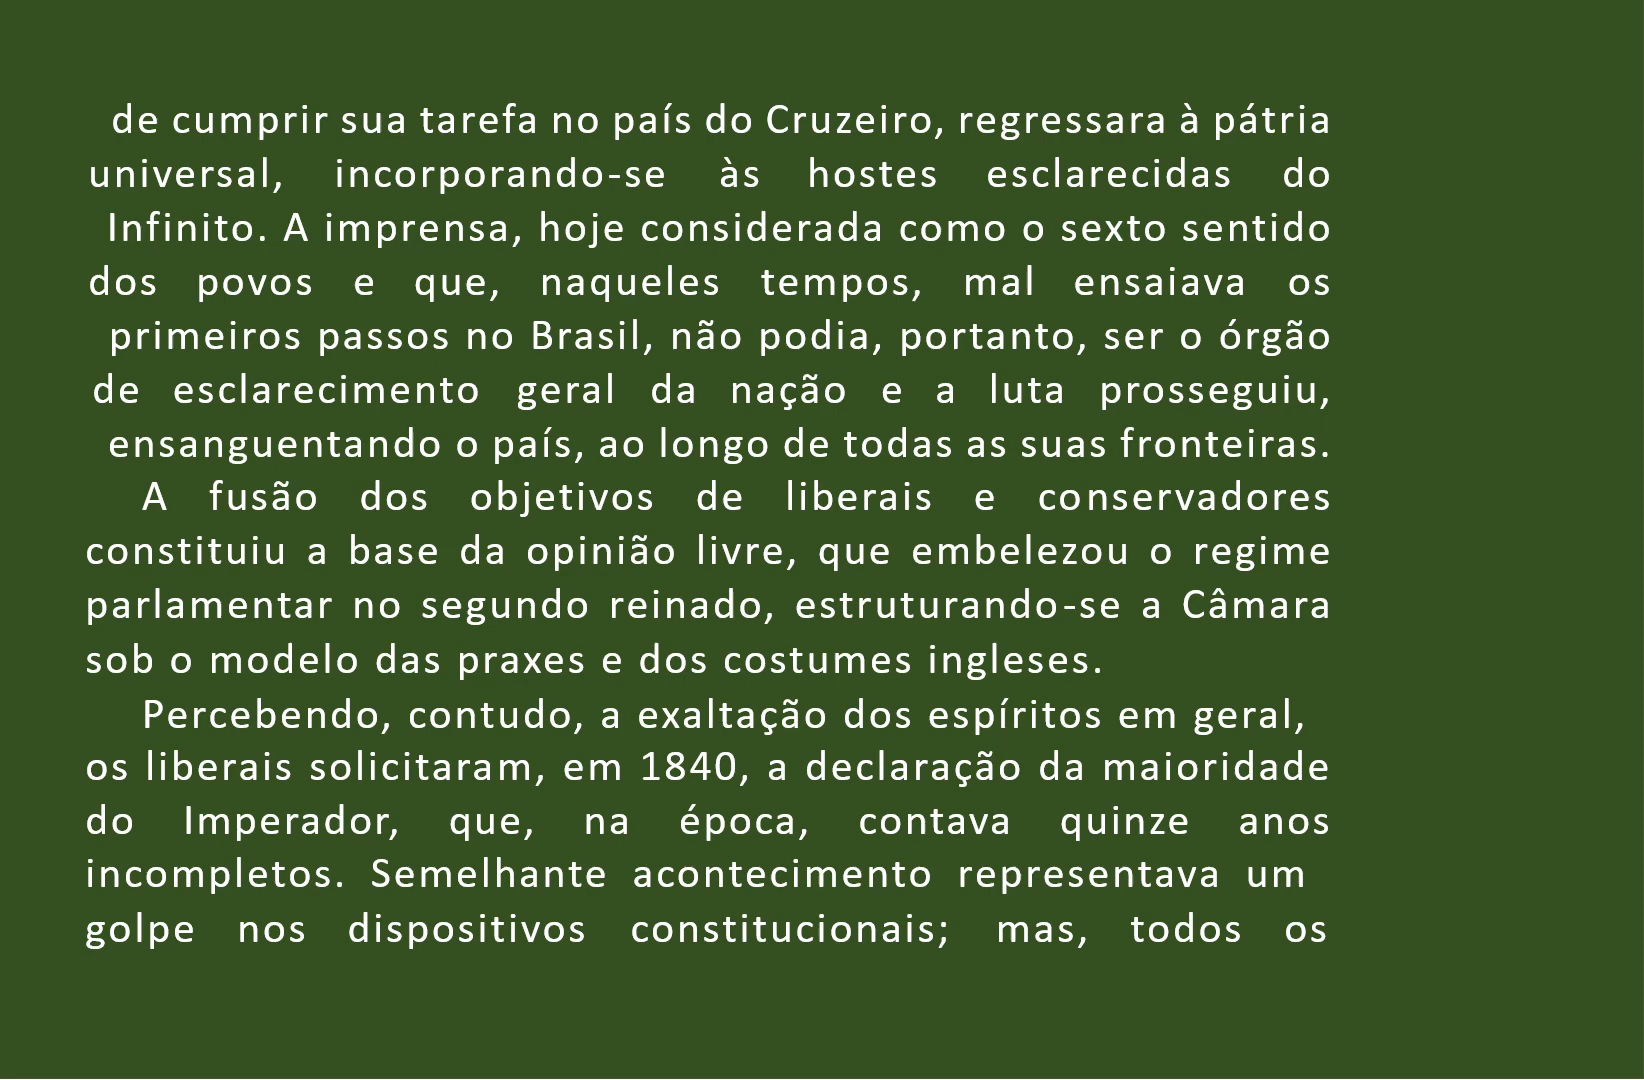 de cumprir sua tarefa no país do Cruzeiro, regressara à pátria
universal, incorporando-se às hostes esclarecidas do
Infinito. A imprensa, hoje considerada como o sexto sentido
dos povos e que, naqueles tempos, mal ensaiava os
primeiros passos no Brasil, não podia, portanto, ser o órgão
de esclarecimento geral da nação e a luta prosseguiu,
ensanguentando o país, ao longo de todas as suas fronteiras.
A fusão dos objetivos de liberais e conservadores
constituiu a base da opinião livre, que embelezou o regime
parlamentar no segundo reinado, estruturando-se a Câmara
sob o modelo das praxes e dos costumes ingleses.
Percebendo, contudo, a exaltação dos espíritos em geral,
os liberais solicitaram, em 1840, a declaração da maioridade
do Imperador, que, na época, contava quinze anos
incompletos. Semelhante acontecimento representava um
golpe nos dispositivos constitucionais; mas, todos os